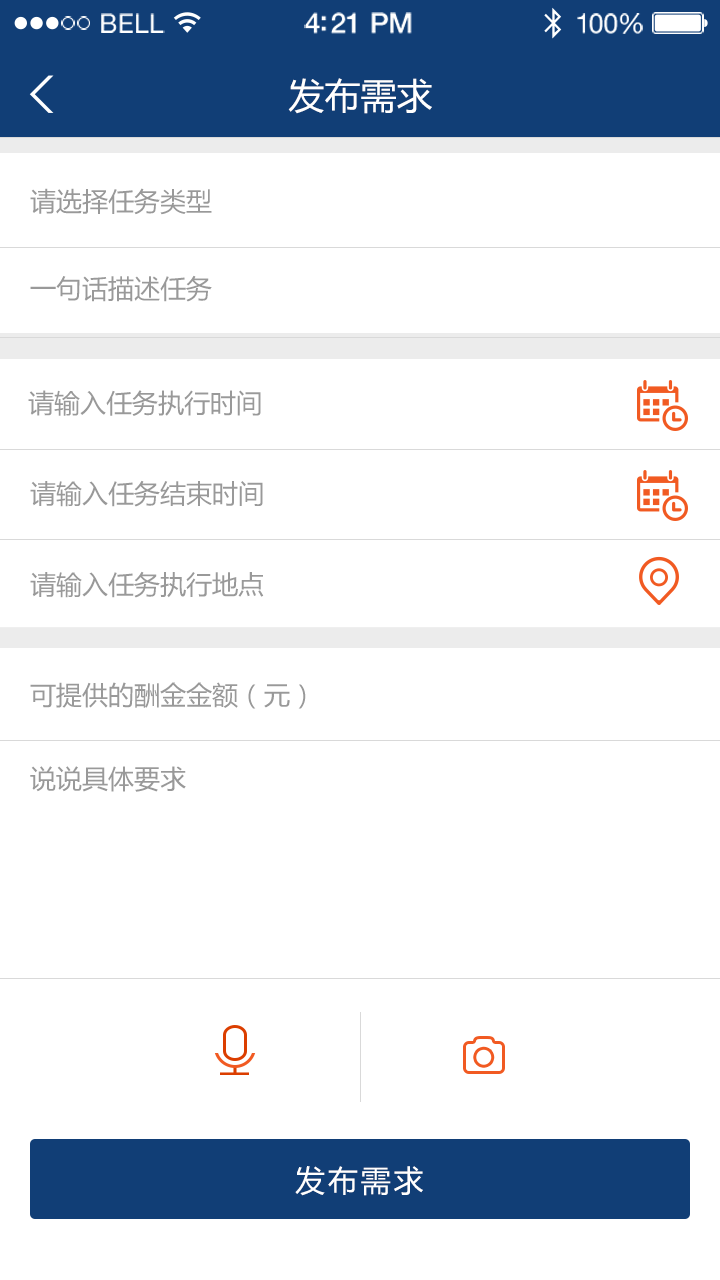 BELL 4:21 PM 100%
发布需求
请选择任务类型
一句话描述任务
请输入任务执行时间
请输入任务结束时间
请输入任务执行地点
可提供的酬金金额（元）
说说具体要求
发布需求